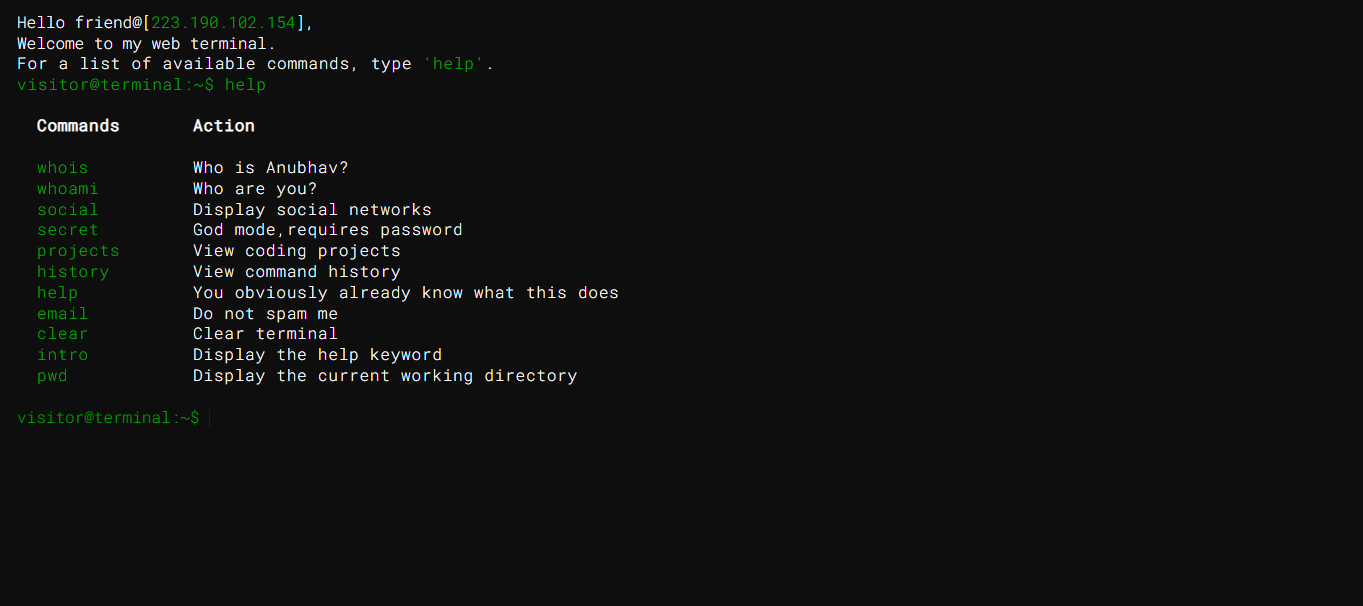 Hello friend@[223.190.102.154],
Welcome to my web terminal.
For a list of available commands, type 'help'.
visitor@terminal:~$ help
Commands Action
whois Who is Anubhav?
whoami Who are you?
social Display social networks
secret God mode,requires password
projects View coding projects
history View command history
help You obviously already know what this does
email Do not spam me
clear Clear terminal
intro Display the help keyword
pwd Display the current working directory
visitor@terminal:~$